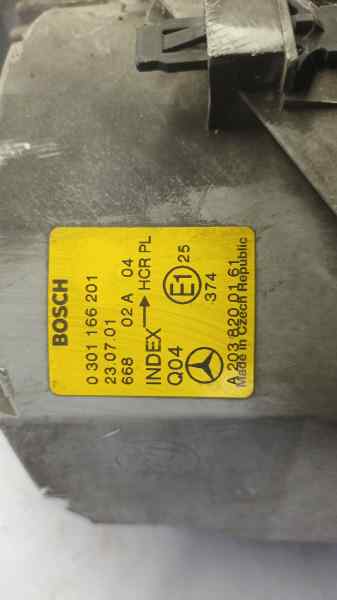 BOSCH
0 301 166 201
23.07.01
668 02 A 04
INDEX → HCR PL
Q04 E1 25
374
A 203 820 01 61
Made in Czech Republic